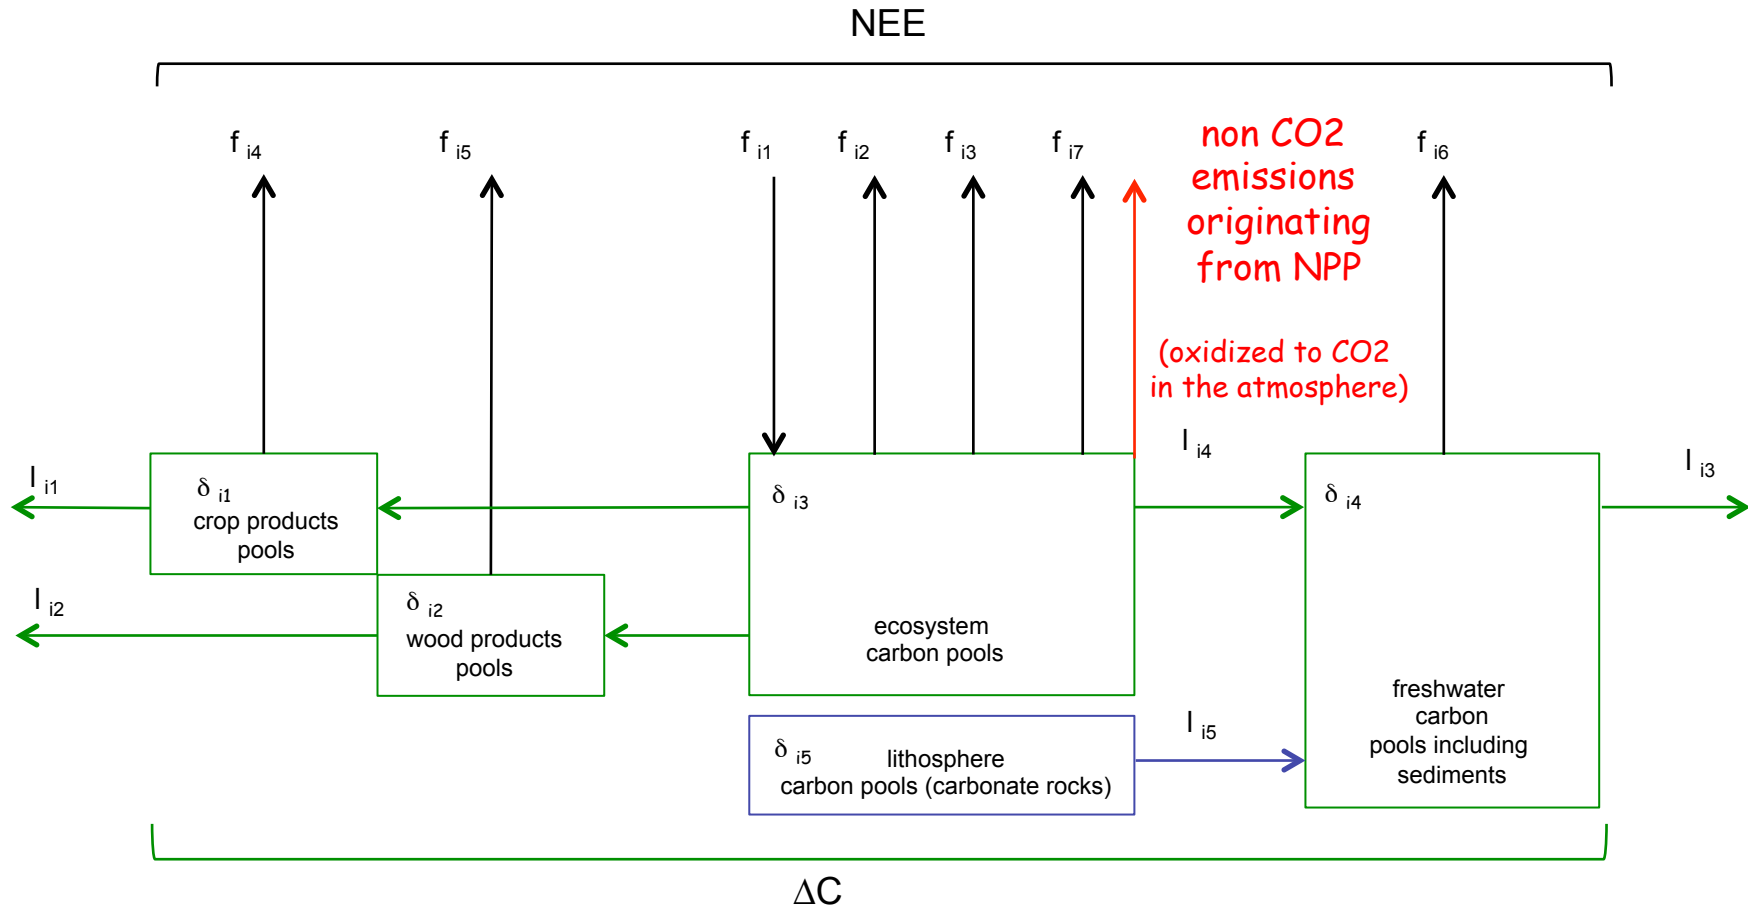 NEE
f i4
f i5
f i1
f i2
f i3
f i7
non CO2
emissions
originating
from NPP
f i6
(oxidized to CO2
in the atmosphere)
l i1
l i4
l i3
δ i1
crop products
pools
δ i3
δ i4
l i2
δ i2
wood products
pools
ecosystem
carbon pools
freshwater
carbon
pools including
sediments
l i5
δ i5
lithosphere
carbon pools (carbonate rocks)
ΔC